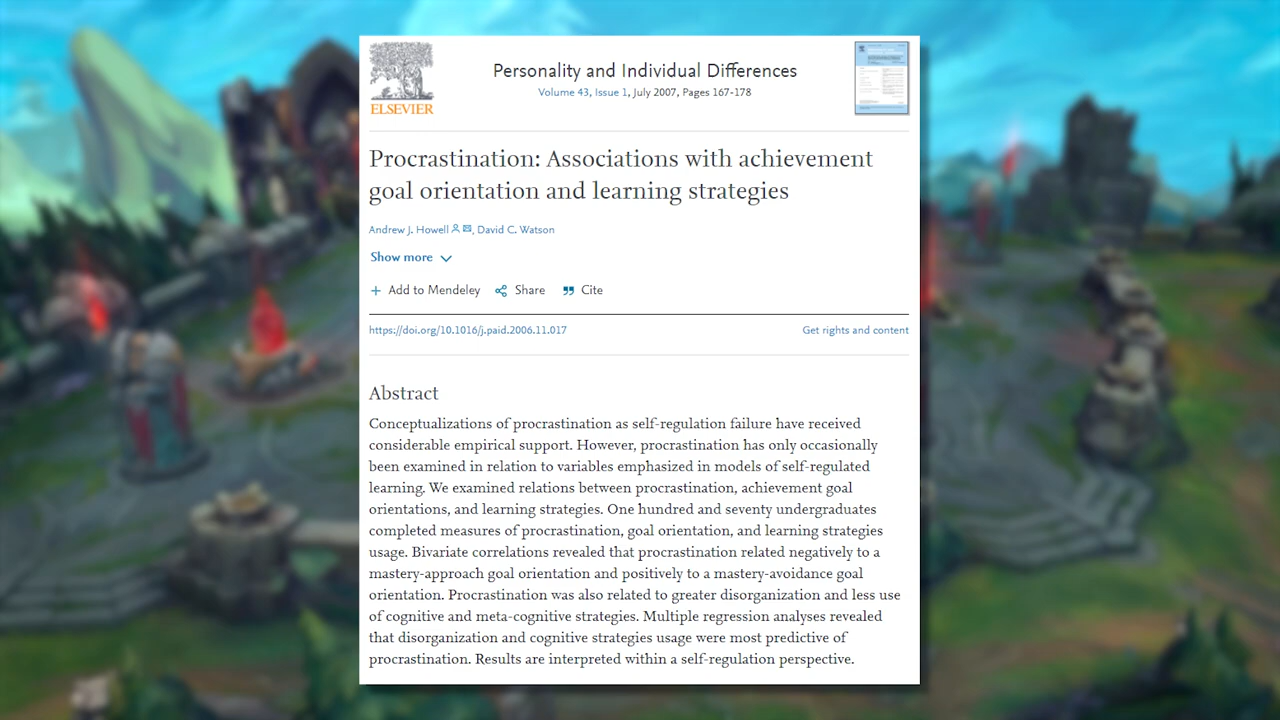 ELSEVIER
Personality and Individual Differences
Volume 43, Issue 1, July 2007, Pages 167-178
Procrastination: Associations with achievement
goal orientation and learning strategies
Andrew J. Howell, David C. Watson
Show more
+ Add to Mendeley Share Cite
https://doi.org/10.1016/j.paid.2006.11.017 Get rights and content
Abstract
Conceptualizations of procrastination as self-regulation failure have received
considerable empirical support. However, procrastination has only occasionally
been examined in relation to variables emphasized in models of self-regulated
learning. We examined relations between procrastination, achievement goal
orientations, and learning strategies. One hundred and seventy undergraduates
completed measures of procrastination, goal orientation, and learning strategies
usage. Bivariate correlations revealed that procrastination related negatively to a
mastery-approach goal orientation and positively to a mastery-avoidance goal
orientation. Procrastination was also related to greater disorganization and less use
of cognitive and meta-cognitive strategies. Multiple regression analyses revealed
that disorganization and cognitive strategies usage were most predictive of
procrastination. Results are interpreted within a self-regulation perspective.